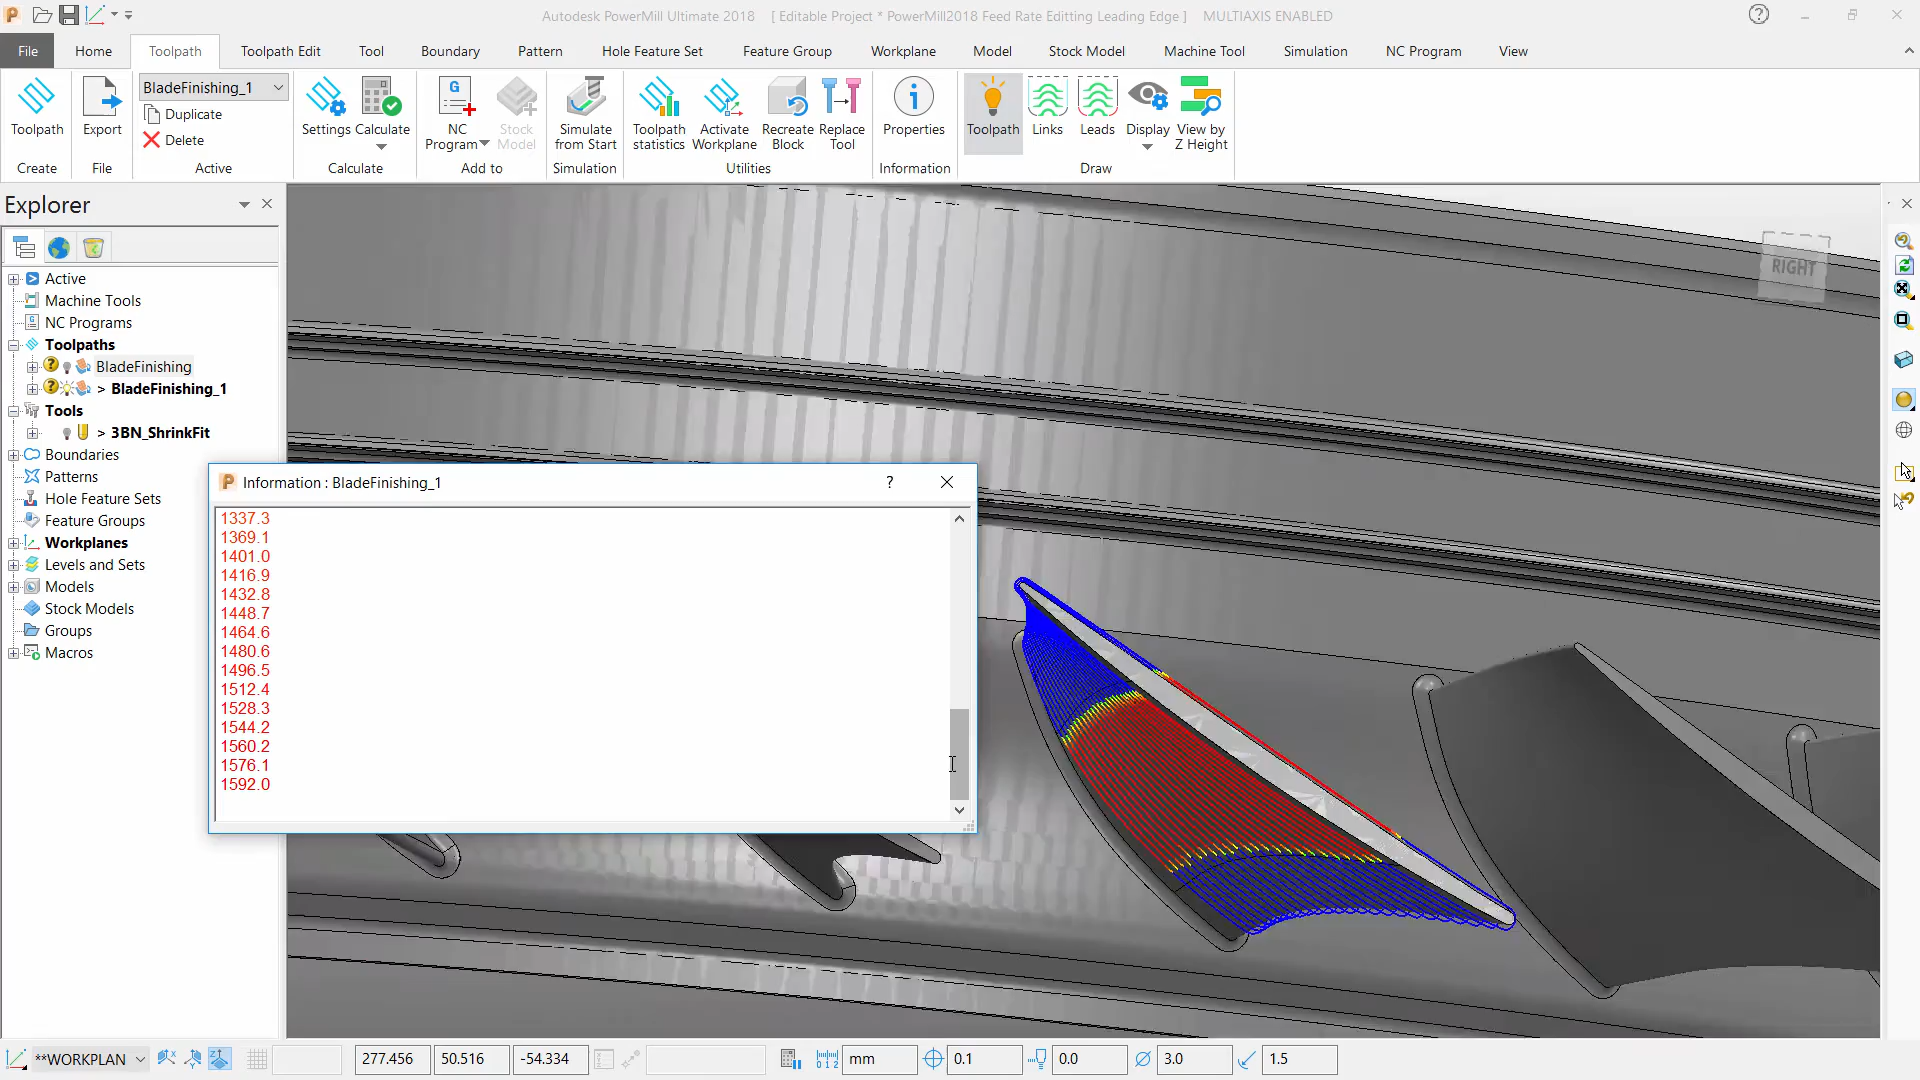 Autodesk PowerMill Ultimate 2018 [ Editable Project * PowerMill2018 Feed Rate Editting Leading Edge ] MULTIAXIS ENABLED
File Home Toolpath Toolpath Edit Tool Boundary Pattern Hole Feature Set Feature Group Workplane Model Stock Model Machine Tool Simulation NC Program View
Toolpath
Create
Export
File
BladeFinishing_1
Duplicate
Delete
Active
Settings
Calculate
Calculate
NC Program
Stock Model
Add to
Simulate from Start
Simulation
Toolpath statistics
Activate Workplane
Recreate Block
Replace Tool
Utilities
Properties
Information
Toolpath
Links
Leads
Display
View by Z Height
Draw
Explorer
Active
Machine Tools
NC Programs
Toolpaths
BladeFinishing
> BladeFinishing_1
Tools
> 3BN_ShrinkFit
Boundaries
Patterns
Hole Feature Sets
Feature Groups
Workplanes
Levels and Sets
Models
Stock Models
Groups
Macros
RIGHT
Information : BladeFinishing_1
1337.3
1369.1
1401.0
1416.9
1432.8
1448.7
1464.6
1480.6
1496.5
1512.4
1528.3
1544.2
1560.2
1576.1
1592.0
**WORKPLAN 277.456 50.516 -54.334 mm 0.1 0.0 3.0 1.5